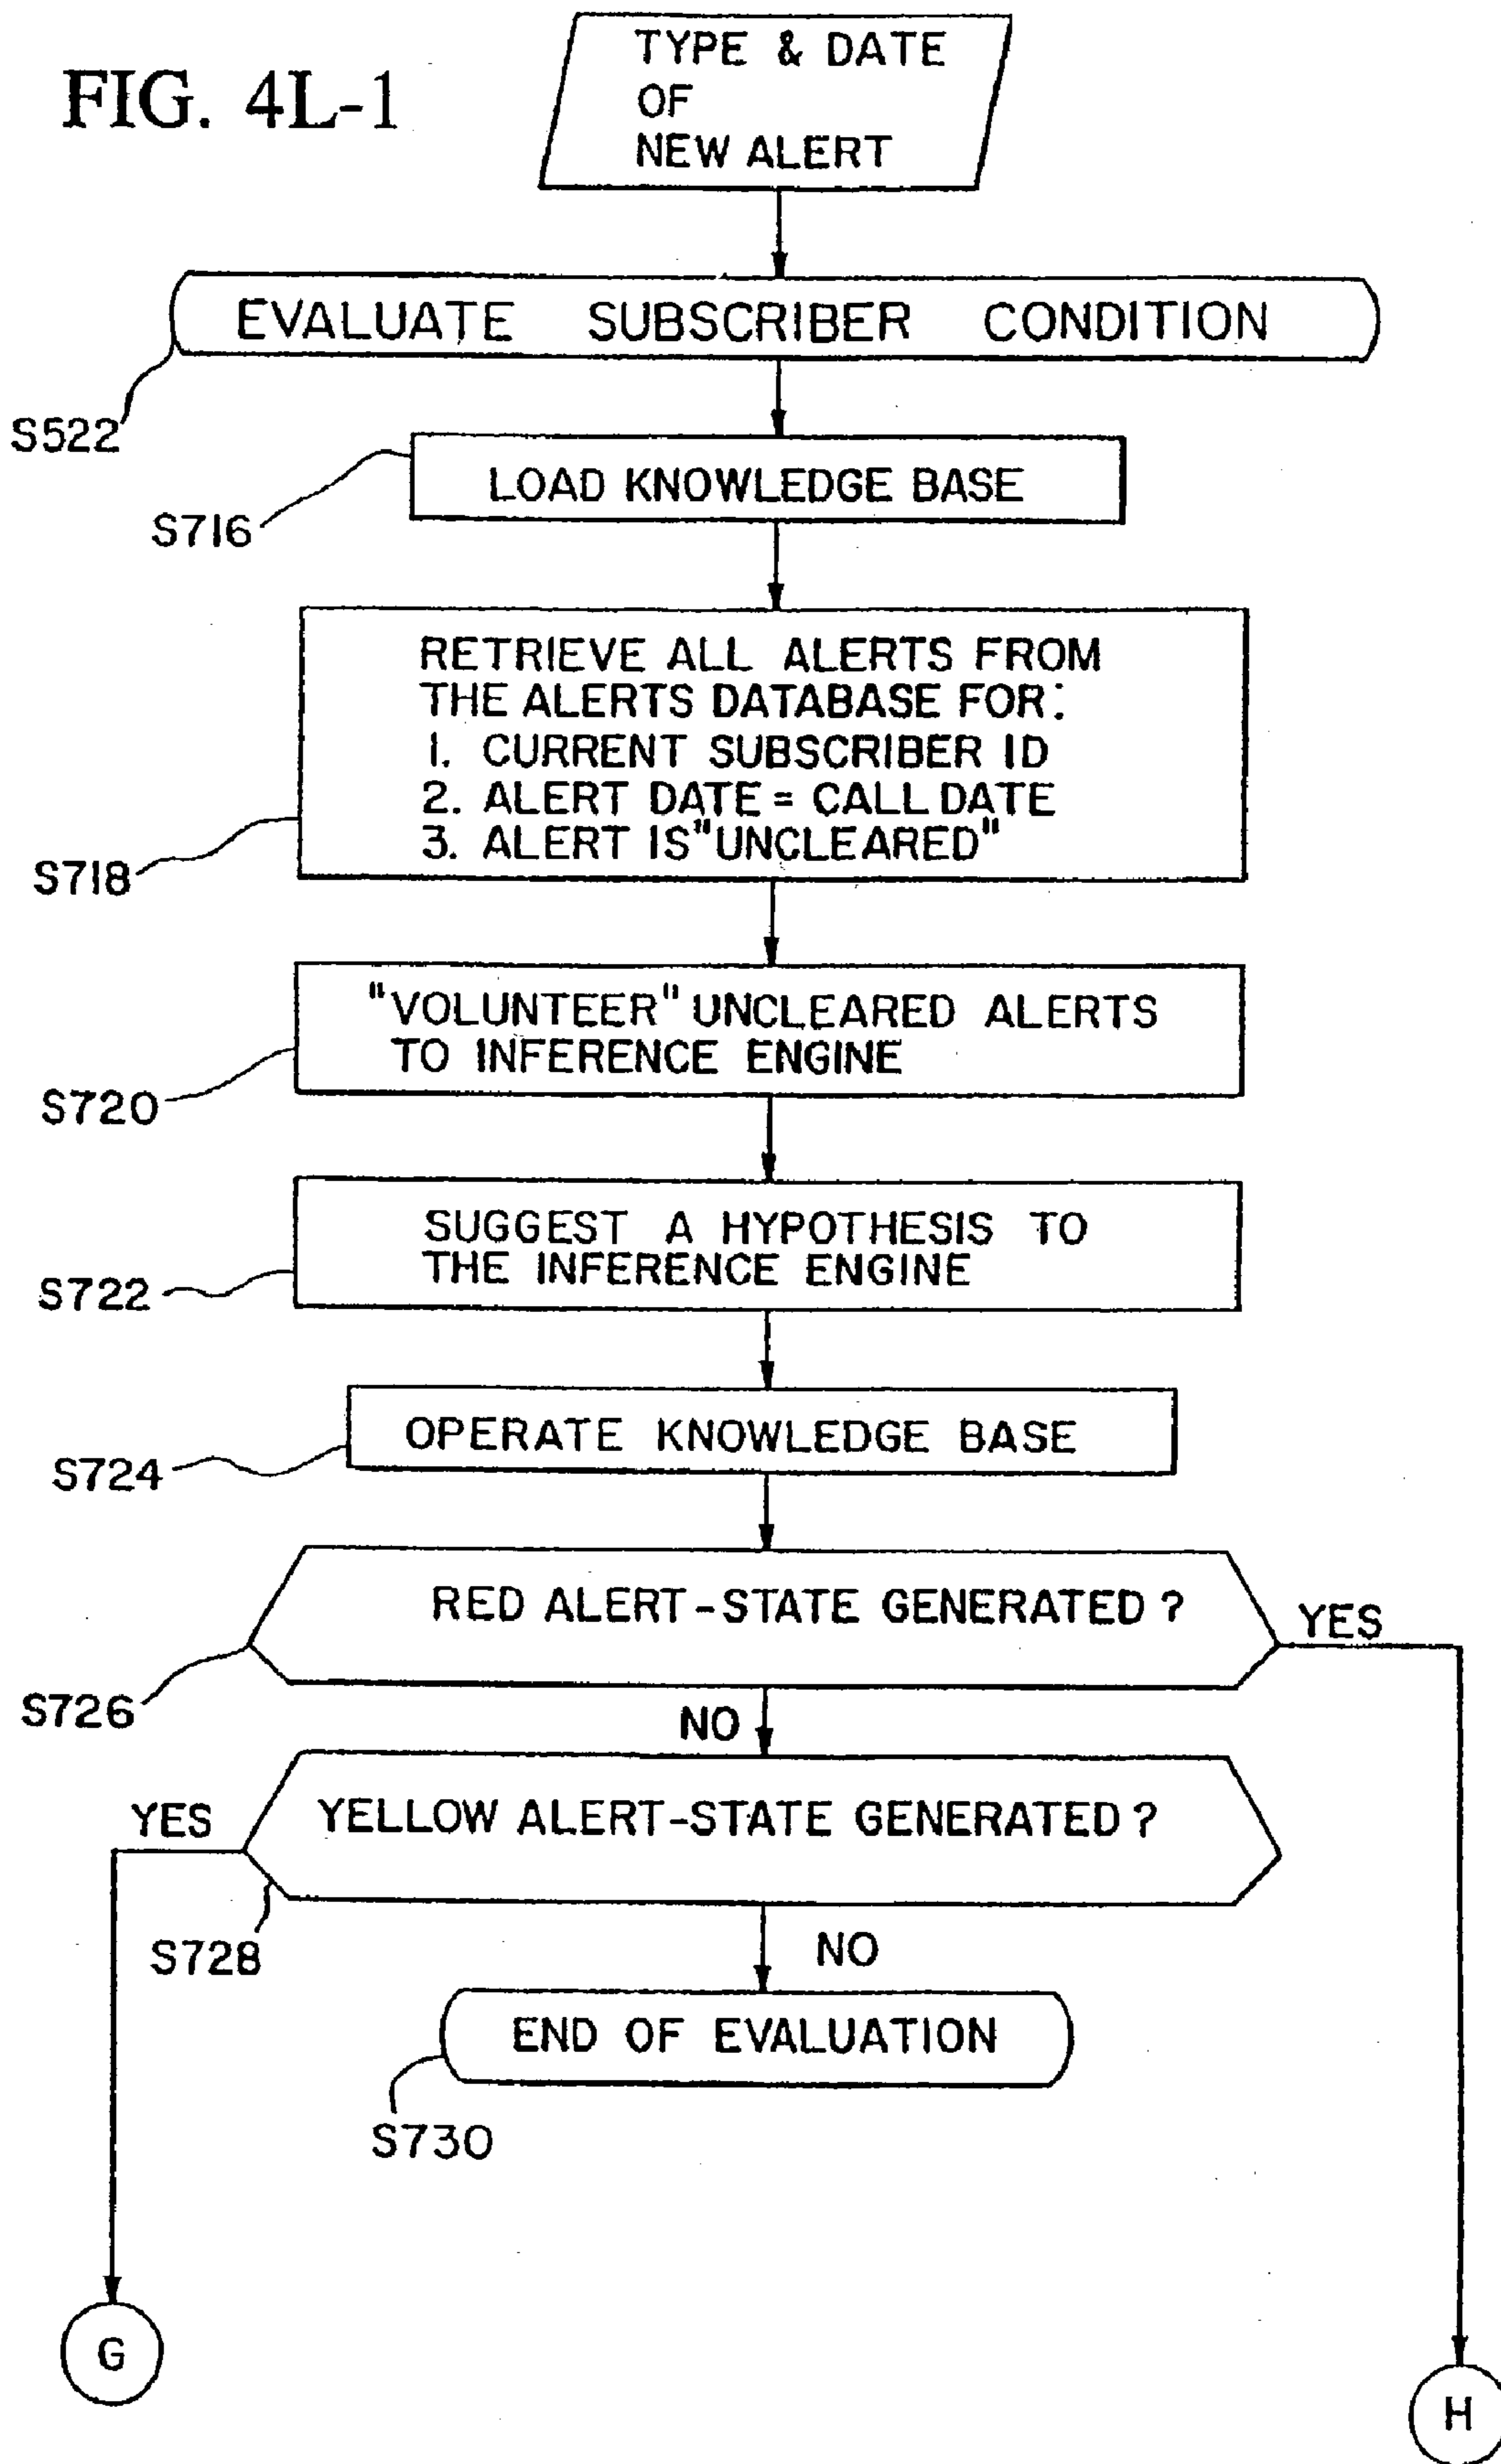 FIG. 4L-1
TYPE & DATE
OF
NEW ALERT
EVALUATE SUBSCRIBER CONDITION
S522
LOAD KNOWLEDGE BASE
S716
RETRIEVE ALL ALERTS FROM
THE ALERTS DATABASE FOR:
1. CURRENT SUBSCRIBER ID
2. ALERT DATE = CALL DATE
3. ALERT IS "UNCLEARED"
S718
"VOLUNTEER" UNCLEARED ALERTS
TO INFERENCE ENGINE
S720
SUGGEST A HYPOTHESIS TO
THE INFERENCE ENGINE
S722
OPERATE KNOWLEDGE BASE
S724
RED ALERT-STATE GENERATED?
YES
S726
NO
YES
YELLOW ALERT-STATE GENERATED?
S728
NO
END OF EVALUATION
S730
G
H